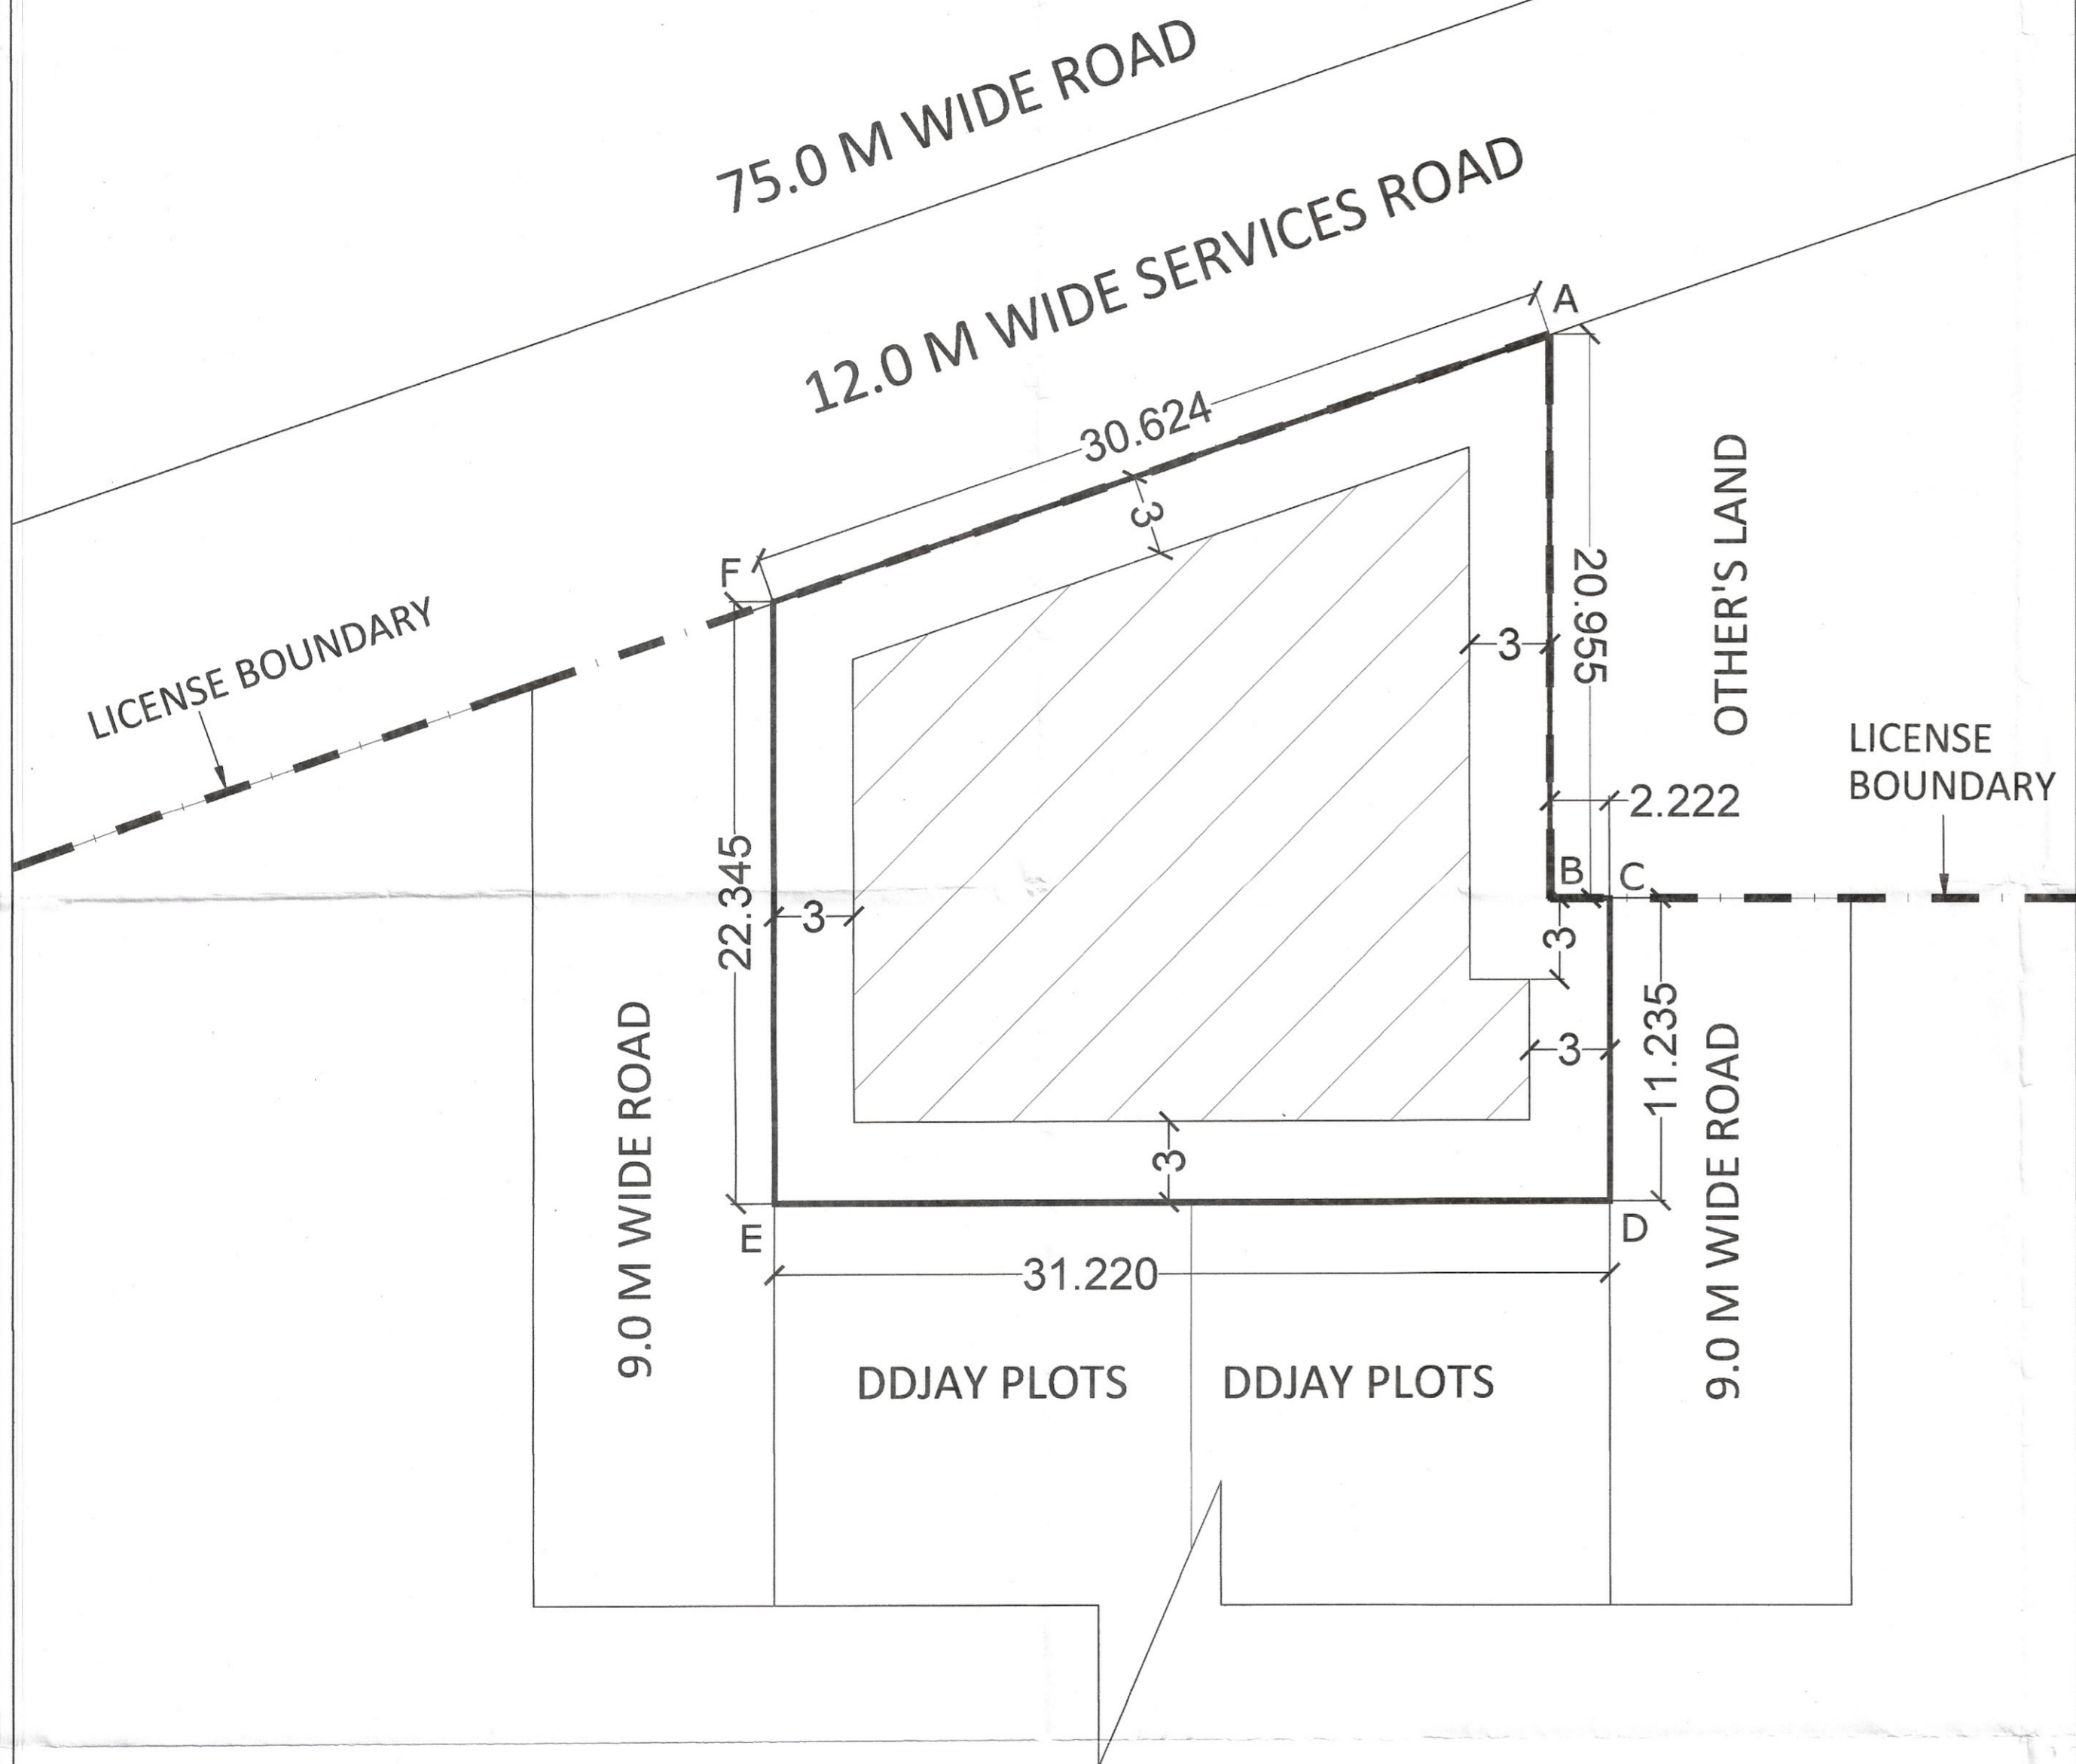 75.0 M WIDE ROAD
12.0 M WIDE SERVICES ROAD
A
30.624
3
F
LICENSE BOUNDARY
20.955
3
OTHER'S LAND
LICENSE
BOUNDARY
2.222
B
C
22.345
3
3
11.235
3
9.0 M WIDE ROAD
9.0 M WIDE ROAD
3
E
D
31.220
DDJAY PLOTS
DDJAY PLOTS